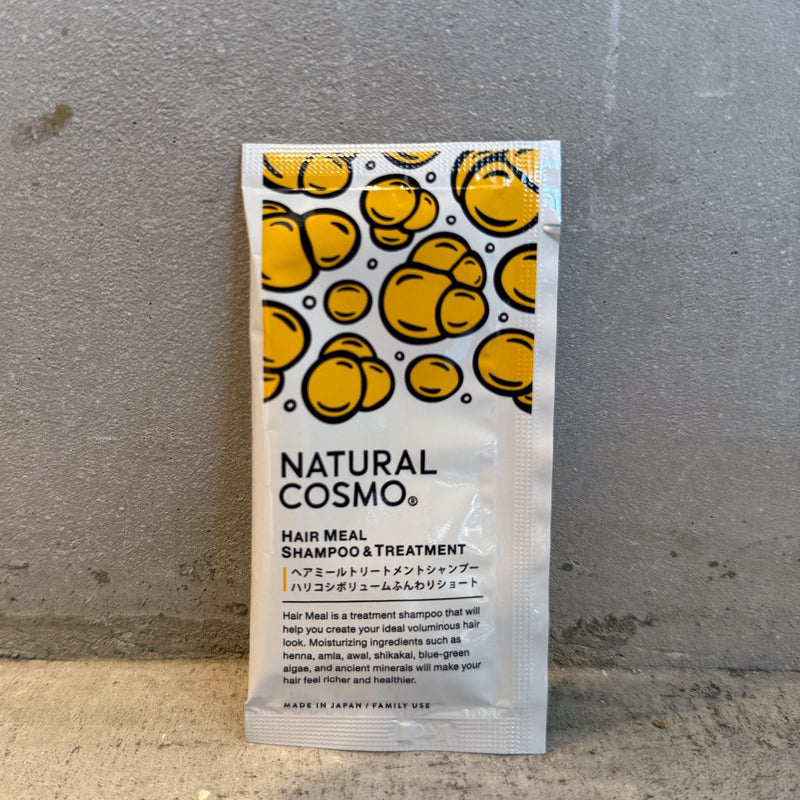 NATURAL
COSMO®
HAIR MEAL
SHAMPOO & TREATMENT
ヘアミールトリートメントシャンプー
ハリコシボリュームふんわりショート
Hair Meal is a treatment shampoo that will
help you create your ideal voluminous hair
look. Moisturizing ingredients such as
henna, amla, awal, shikakai, blue-green
algae, and ancient minerals will make your
hair feel richer and healthier.
MADE IN JAPAN / FAMILY USE